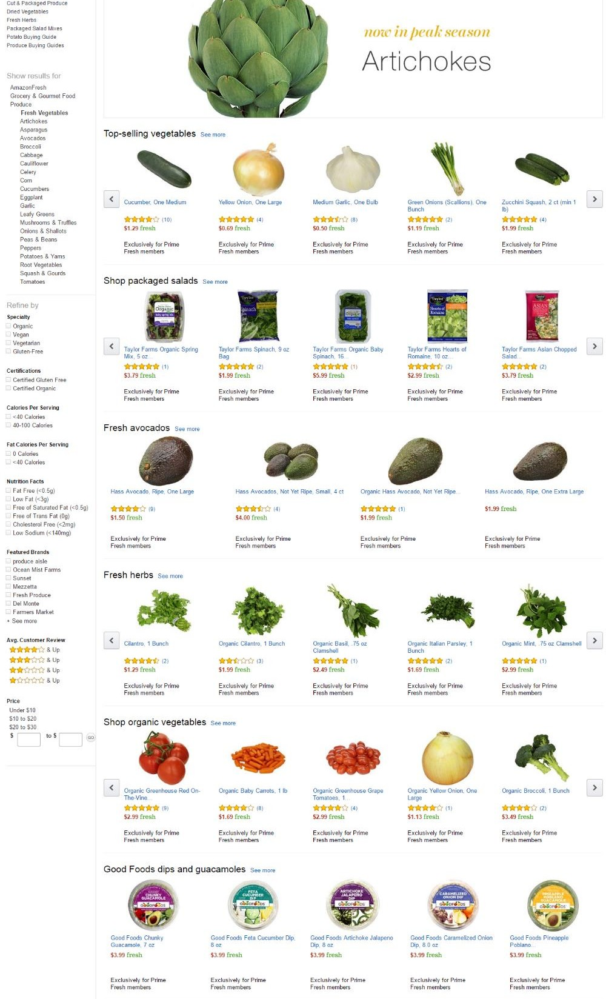 Cut & Packaged Produce
Dried Vegetables
Fresh Herbs
Packaged Salad Mixes
Potato Buying Guide
Produce Buying Guides
Show results for
AmazonFresh
Grocery & Gourmet Food
Produce
Fresh Vegetables
Artichokes
Asparagus
Avocados
Broccoli
Cabbage
Cauliflower
Celery
Corn
Cucumbers
Eggplant
Garlic
Leafy Greens
Mushrooms & Truffles
Onions & Shallots
Peas & Beans
Peppers
Potatoes & Yams
Root Vegetables
Squash & Gourds
Tomatoes
Refine by
Specialty
Organic
Vegan
Vegetarian
Gluten-Free
Certifications
Certified Gluten Free
Certified Organic
Calories Per Serving
<40 Calories
40-100 Calories
Fat Calories Per Serving
0 Calories
<40 Calories
Nutrition Facts
Fat Free (<0.5g)
Low Fat (<3g)
Free of Saturated Fat (<0.5g)
Free of Trans Fat (0g)
Cholesterol Free (<2mg)
Low Sodium (<140mg)
Featured Brands
produce aisle
Ocean Mist Farms
Sunset
Mezzetta
Fresh Produce
Del Monte
Farmers Market
+ See more
Avg. Customer Review
& Up
& Up
& Up
& Up
Price
Under $10
$10 to $20
$20 to $30
$ to $ GO
now in peak season
Artichokes
Top-selling vegetables See more
Cucumber, One Medium
(10)
$1.29 fresh
Exclusively for Prime
Fresh members
Yellow Onion, One Large
(4)
$0.69 fresh
Exclusively for Prime
Fresh members
Medium Garlic, One Bulb
(8)
$0.50 fresh
Exclusively for Prime
Fresh members
Green Onions (Scallions), One
Bunch
(2)
$1.19 fresh
Exclusively for Prime
Fresh members
Zucchini Squash, 2 ct (min 1
lb)
(4)
$1.99 fresh
Exclusively for Prime
Fresh members
Shop packaged salads See more
Organic
Taylor Farms Organic Spring
Mix, 5 oz...
(1)
$3.79 fresh
Exclusively for Prime
Fresh members
Taylor
Spinach
Taylor Farms Spinach, 9 oz
Bag
(2)
$1.99 fresh
Exclusively for Prime
Fresh members
Organic
Taylor Farms Organic Baby
Spinach, 16...
(1)
$5.99 fresh
Exclusively for Prime
Fresh members
Taylor
Hearts of
Romaine
Taylor Farms Hearts of
Romaine, 10 oz...
(2)
$2.99 fresh
Exclusively for Prime
Fresh members
Taylor
ASIAN
Taylor Farms Asian Chopped
Salad...
(2)
$3.79 fresh
Exclusively for Prime
Fresh members
Fresh avocados See more
Hass Avocado, Ripe, One Large
(9)
$1.50 fresh
Exclusively for Prime
Fresh members
Hass Avocados, Not Yet Ripe, Small, 4 ct
(4)
$4.00 fresh
Exclusively for Prime
Fresh members
Organic Hass Avocado, Not Yet Ripe...
(1)
$1.99 fresh
Exclusively for Prime
Fresh members
Hass Avocado, Ripe, One Extra Large
$1.99 fresh
Exclusively for Prime
Fresh members
Fresh herbs See more
Cilantro, 1 Bunch
(2)
$1.29 fresh
Exclusively for Prime
Fresh members
Organic Cilantro, 1 Bunch
(3)
$1.99 fresh
Exclusively for Prime
Fresh members
Organic Basil, .75 oz
Clamshell
(1)
$2.49 fresh
Exclusively for Prime
Fresh members
Organic Italian Parsley, 1
Bunch
(2)
$1.69 fresh
Exclusively for Prime
Fresh members
Organic Mint, .75 oz Clamshell
(1)
$2.99 fresh
Exclusively for Prime
Fresh members
Shop organic vegetables See more
Organic Greenhouse Red On-
The-Vine...
(9)
$2.99 fresh
Exclusively for Prime
Fresh members
Organic Baby Carrots, 1 lb
(8)
$1.69 fresh
Exclusively for Prime
Fresh members
Organic Greenhouse Grape
Tomatoes, 1...
(4)
$2.99 fresh
Exclusively for Prime
Fresh members
Organic Yellow Onion, One
Large
(1)
$1.13 fresh
Exclusively for Prime
Fresh members
Organic Broccoli, 1 Bunch
(2)
$3.49 fresh
Exclusively for Prime
Fresh members
Good Foods dips and guacamoles See more
CHUNKY
GUACAMOLE
GOODFOODS
Good Foods Chunky
Guacamole, 7 oz
$3.99 fresh
Exclusively for Prime
Fresh members
FETA
CUCUMBER
DIP
GOODFOODS
Good Foods Feta Cucumber Dip,
8 oz
$3.99 fresh
Exclusively for Prime
Fresh members
ARTICHOKE
JALAPENO
DIP
GOODFOODS
Good Foods Artichoke Jalapeno
Dip, 8 oz
$3.99 fresh
Exclusively for Prime
Fresh members
CARAMELIZED
ONION DIP
GOODFOODS
Good Foods Caramelized Onion
Dip, 8.0 oz
$3.99 fresh
Exclusively for Prime
Fresh members
PINEAPPLE
POBLANO
GUACAMOLE
GOODFOODS
Good Foods Pineapple
Poblano...
$3.99 fresh
Exclusively for Prime
Fresh members